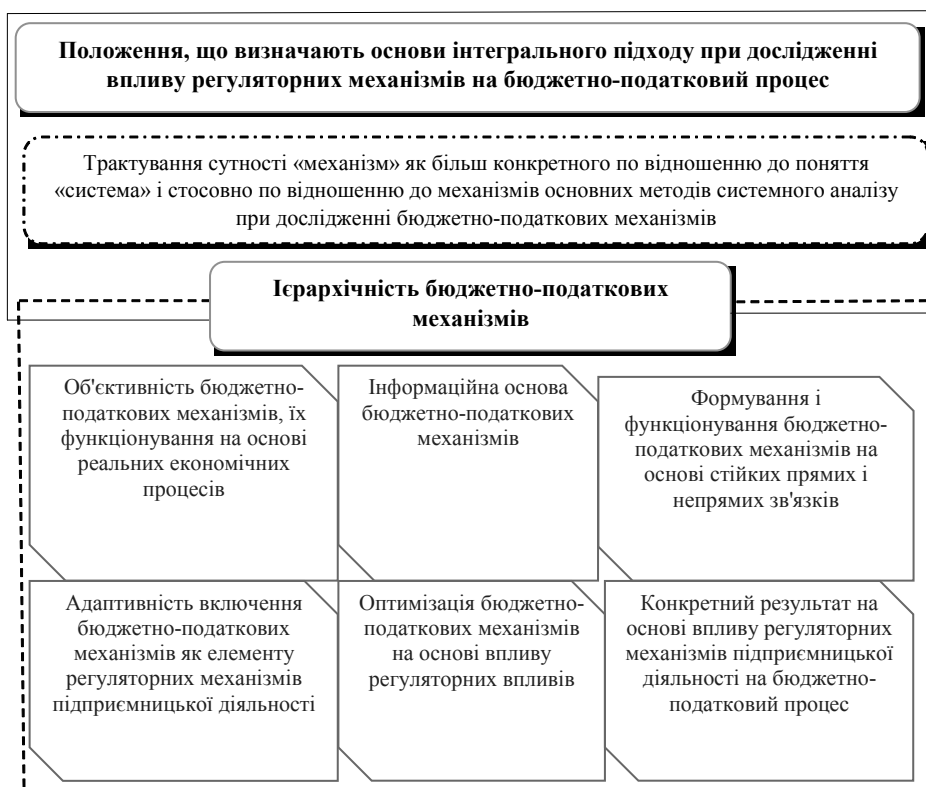 Положення, що визначають основи інтегрального підходу при дослідженні
впливу регуляторних механізмів на бюджетно-податковий процес
Трактування сутності «механізм» як більш конкретного по відношенню до поняття
«система» і стосовно по відношенню до механізмів основних методів системного аналізу
при дослідженні бюджетно-податкових механізмів
Ієрархічність бюджетно-податкових
механізмів
Об'єктивність бюджетно-
податкових механізмів, їх
функціонування на основі
реальних економічних
процесів
Інформаційна основа
бюджетно-податкових
механізмів
Формування і
функціонування бюджетно-
податкових механізмів на
основі стійких прямих і
непрямих зв'язків
Адаптивність включення
бюджетно-податкових
механізмів як елементу
регуляторних механізмів
підприємницької діяльності
Оптимізація бюджетно-
податкових механізмів
на основі впливу
регуляторних впливів
Конкретний результат на
основі впливу регуляторних
механізмів підприємницької
діяльності на бюджетно-
податковий процес